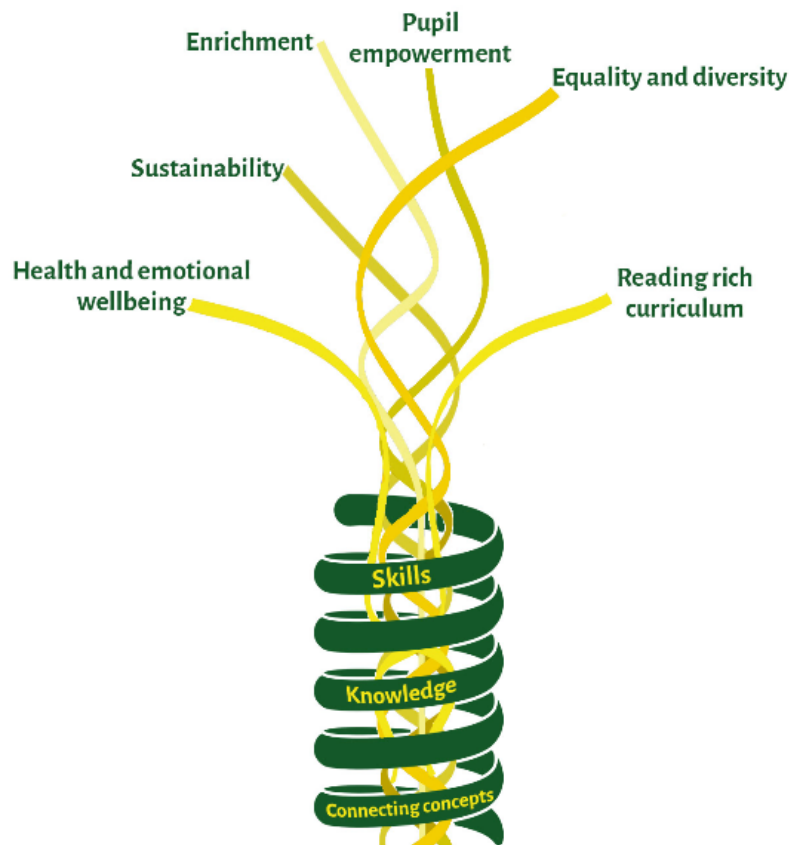 Enrichment
Pupil
empowerment
Equality and diversity
Sustainability
Health and emotional
wellbeing
Reading rich
curriculum
Skills
Knowledge
Connecting concepts